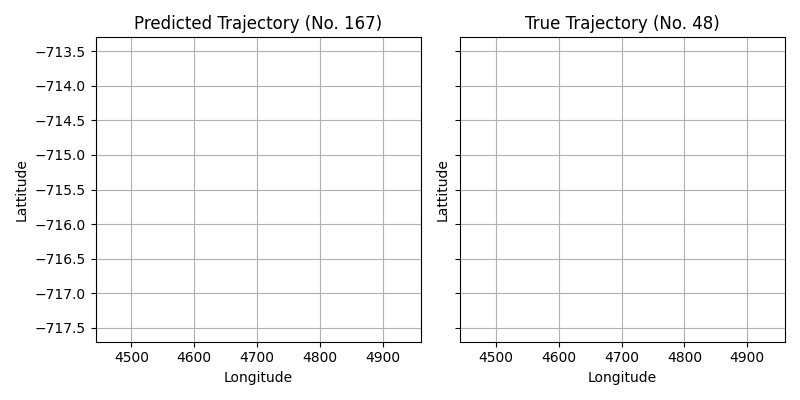 Predicted Trajectory (No. 167)
True Trajectory (No. 48)
−713.5
−714.0
−714.5
−715.0
−715.5
−716.0
−716.5
−717.0
−717.5
Lattitude
Lattitude
4500 4600 4700 4800 4900
4500 4600 4700 4800 4900
Longitude
Longitude